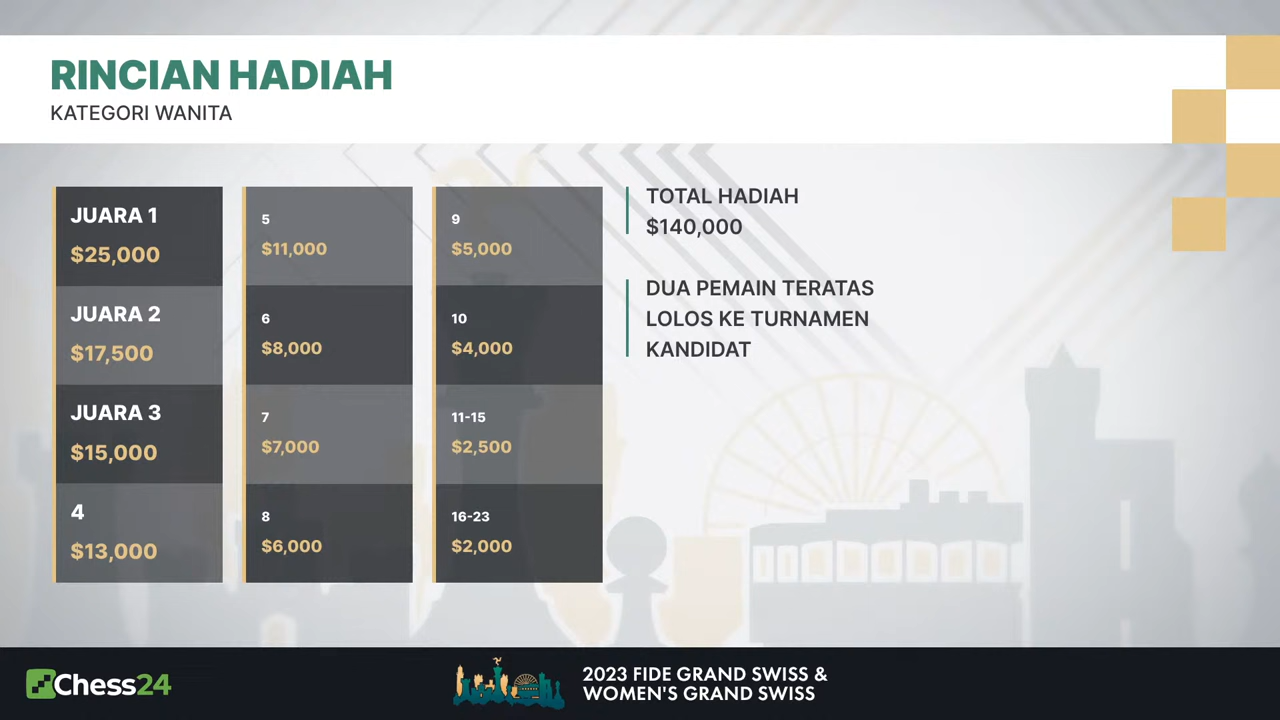 RINCIAN HADIAH
KATEGORI WANITA
JUARA 1
$25,000
JUARA 2
$17,500
JUARA 3
$15,000
4
$13,000
5
$11,000
6
$8,000
7
$7,000
8
$6,000
9
$5,000
10
$4,000
11-15
$2,500
16-23
$2,000
TOTAL HADIAH
$140,000
DUA PEMAIN TERATAS
LOLOS KE TURNAMEN
KANDIDAT
Chess24
2023 FIDE GRAND SWISS &
WOMEN'S GRAND SWISS